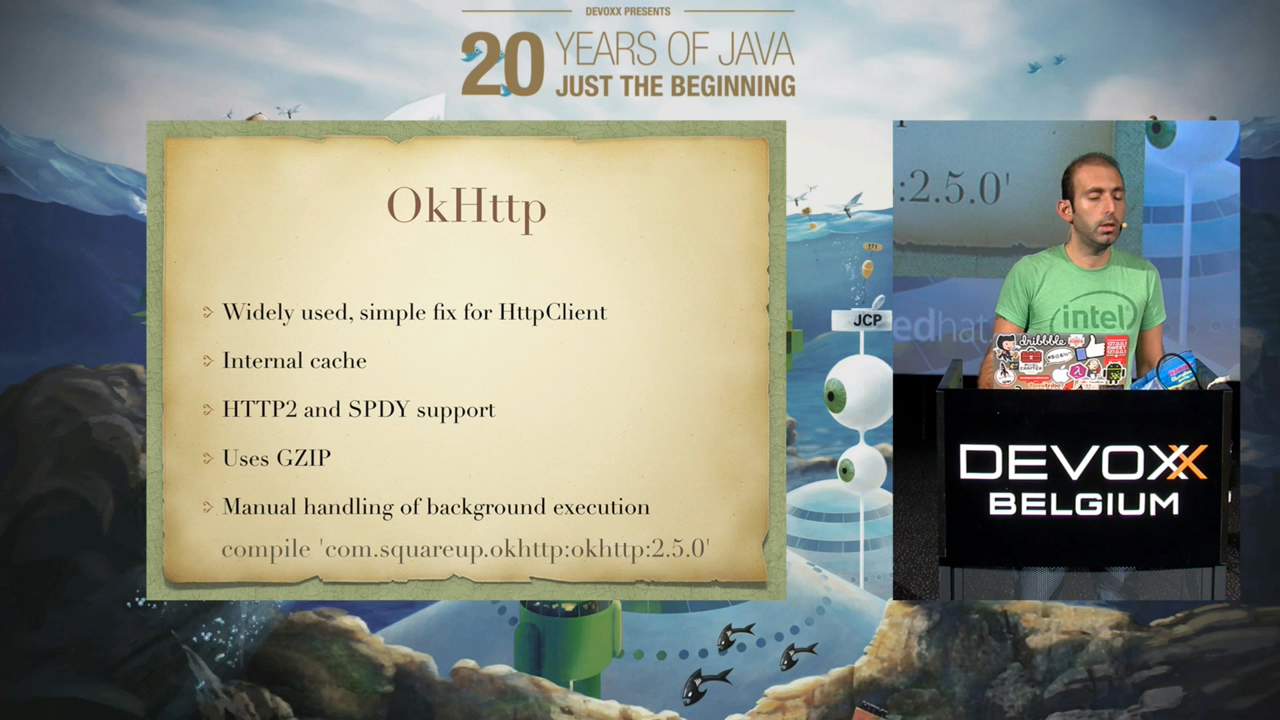 DEVOXX PRESENTS
20 YEARS OF JAVA
JUST THE BEGINNING
OkHttp
Widely used, simple fix for HttpClient
Internal cache
HTTP2 and SPDY support
Uses GZIP
Manual handling of background execution
compile 'com.squareup.okhttp:okhttp:2.5.0'
JCP
:2.5.0'
edhat
intel
dribbble
DEVOXX
BELGIUM